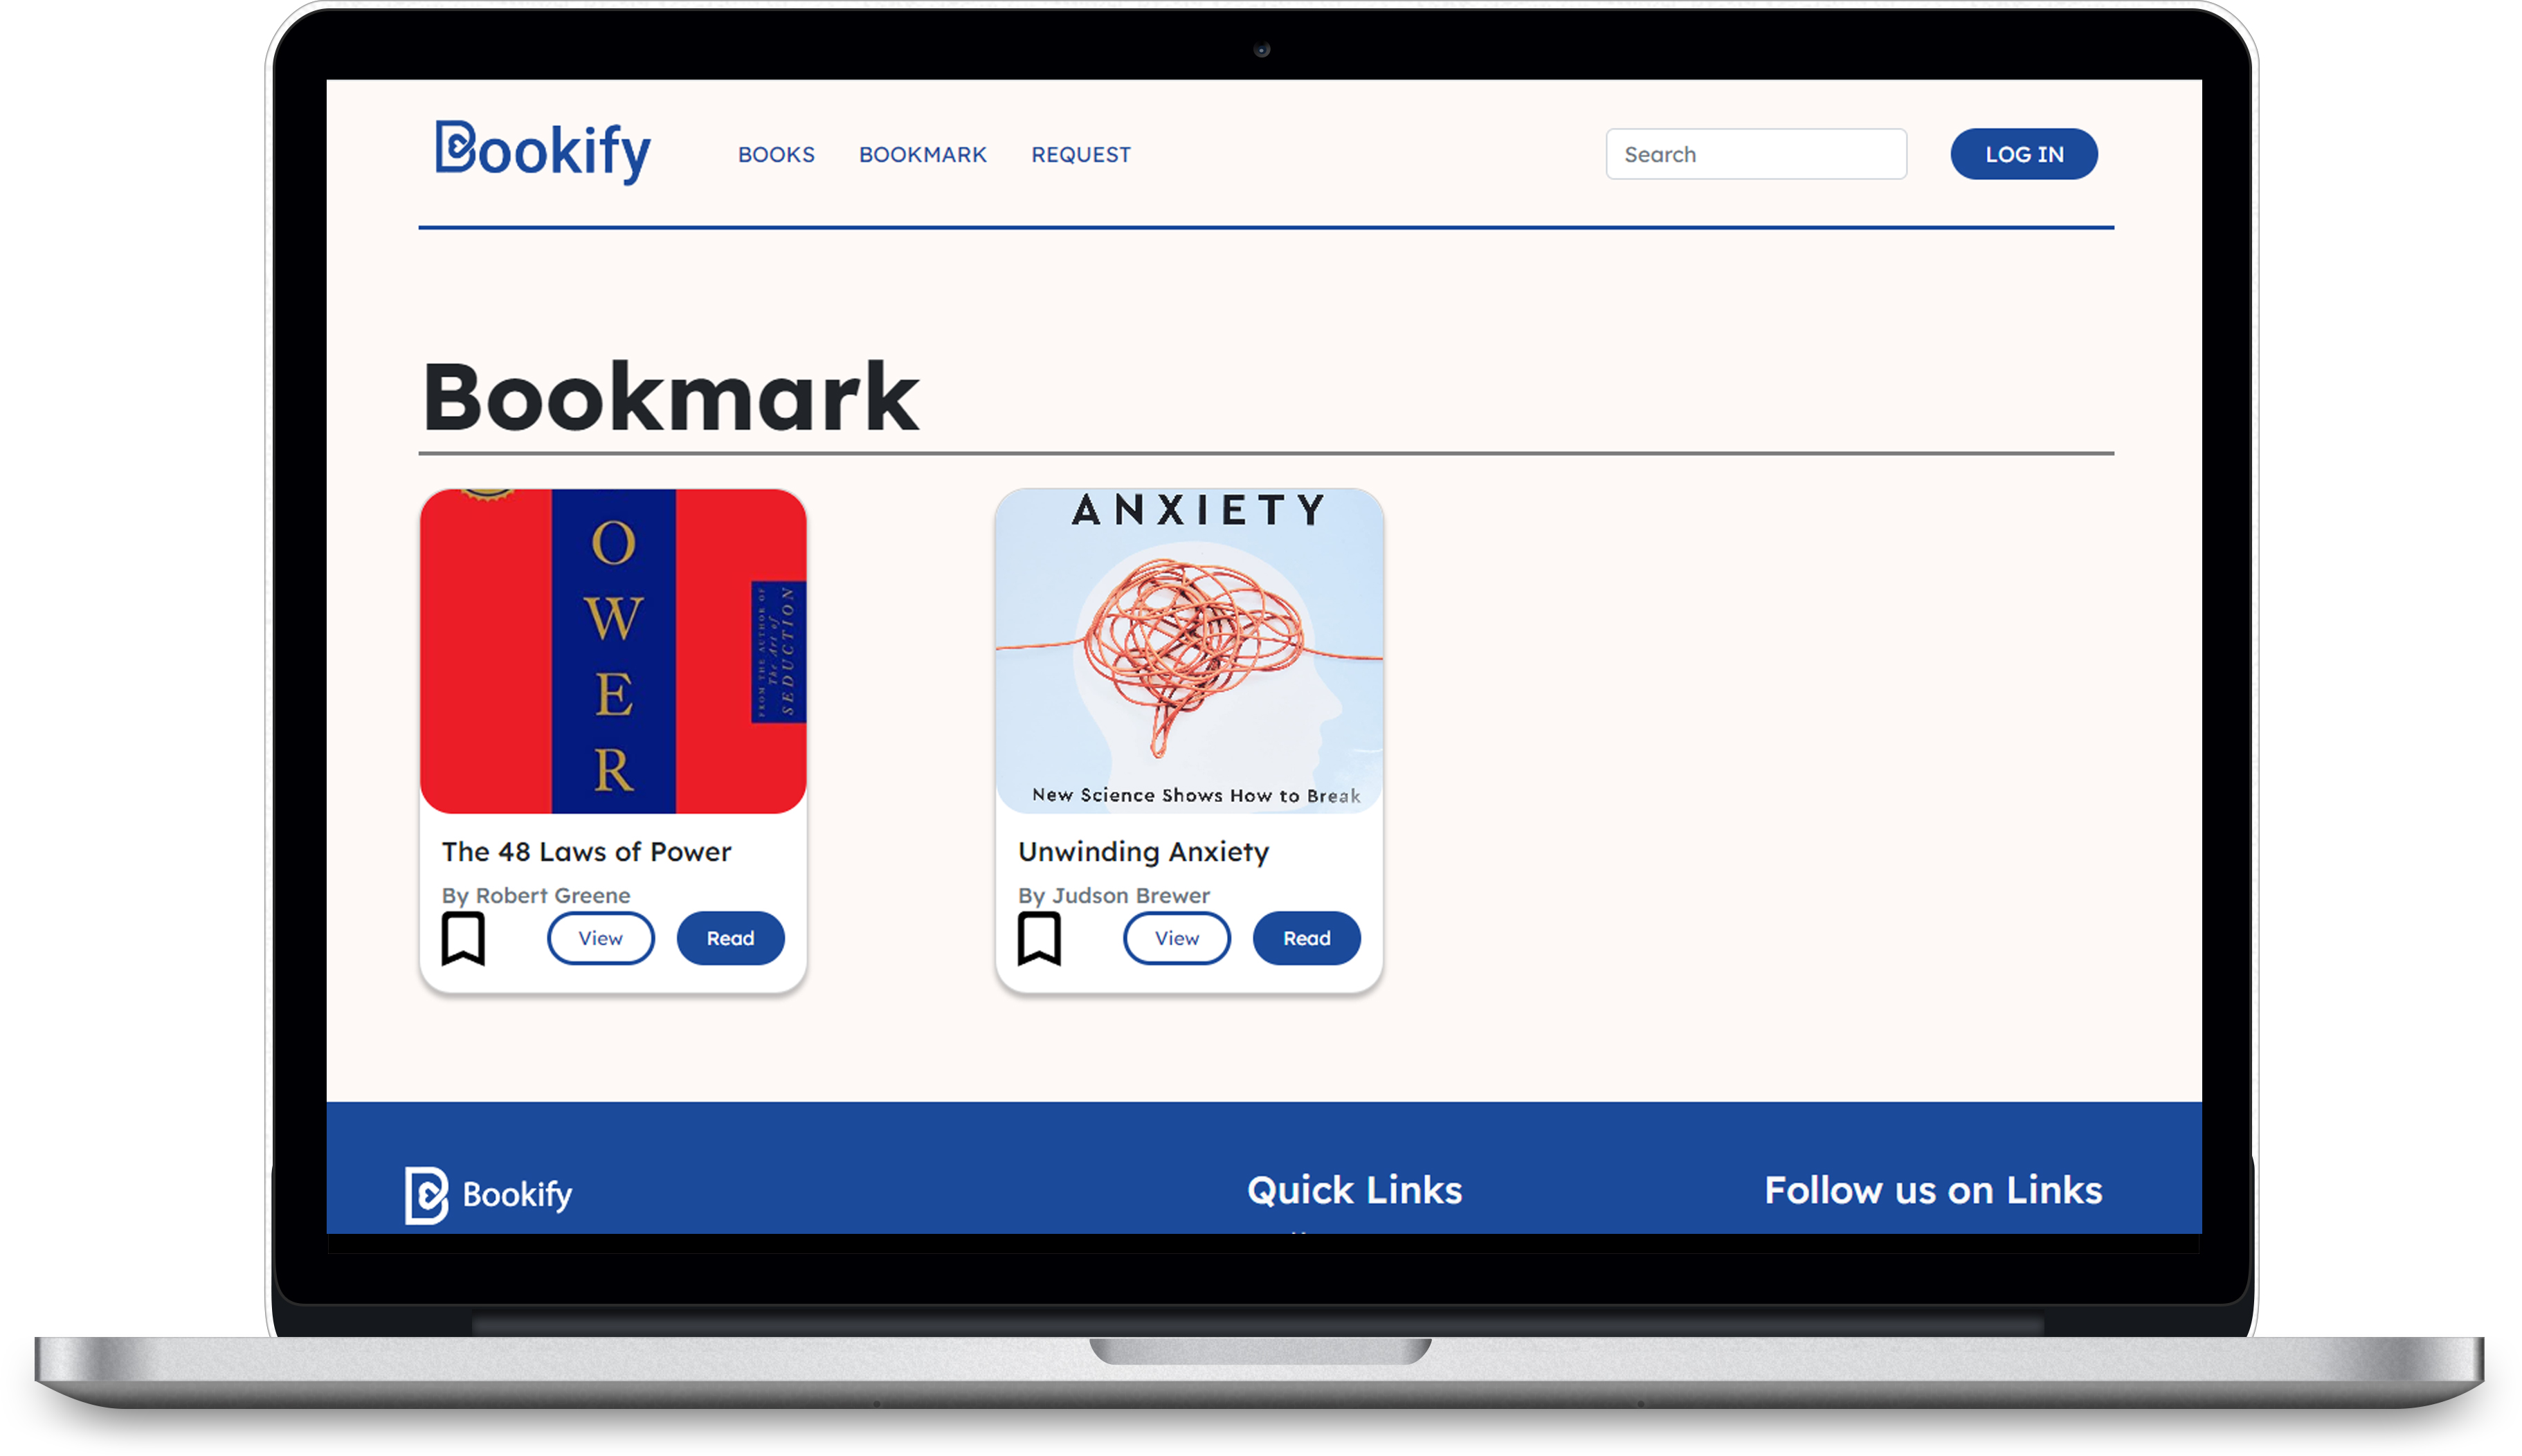 Bookify
BOOKS
BOOKMARK
REQUEST
Search
LOG IN
Bookmark
O
W
E
R
FROM THE AUTHOR OF
The Art of
SEDUCTION
ANXIETY
New Science Shows How to Break
The 48 Laws of Power
By Robert Greene
View
Read
Unwinding Anxiety
By Judson Brewer
View
Read
Bookify
Quick Links
Follow us on Links